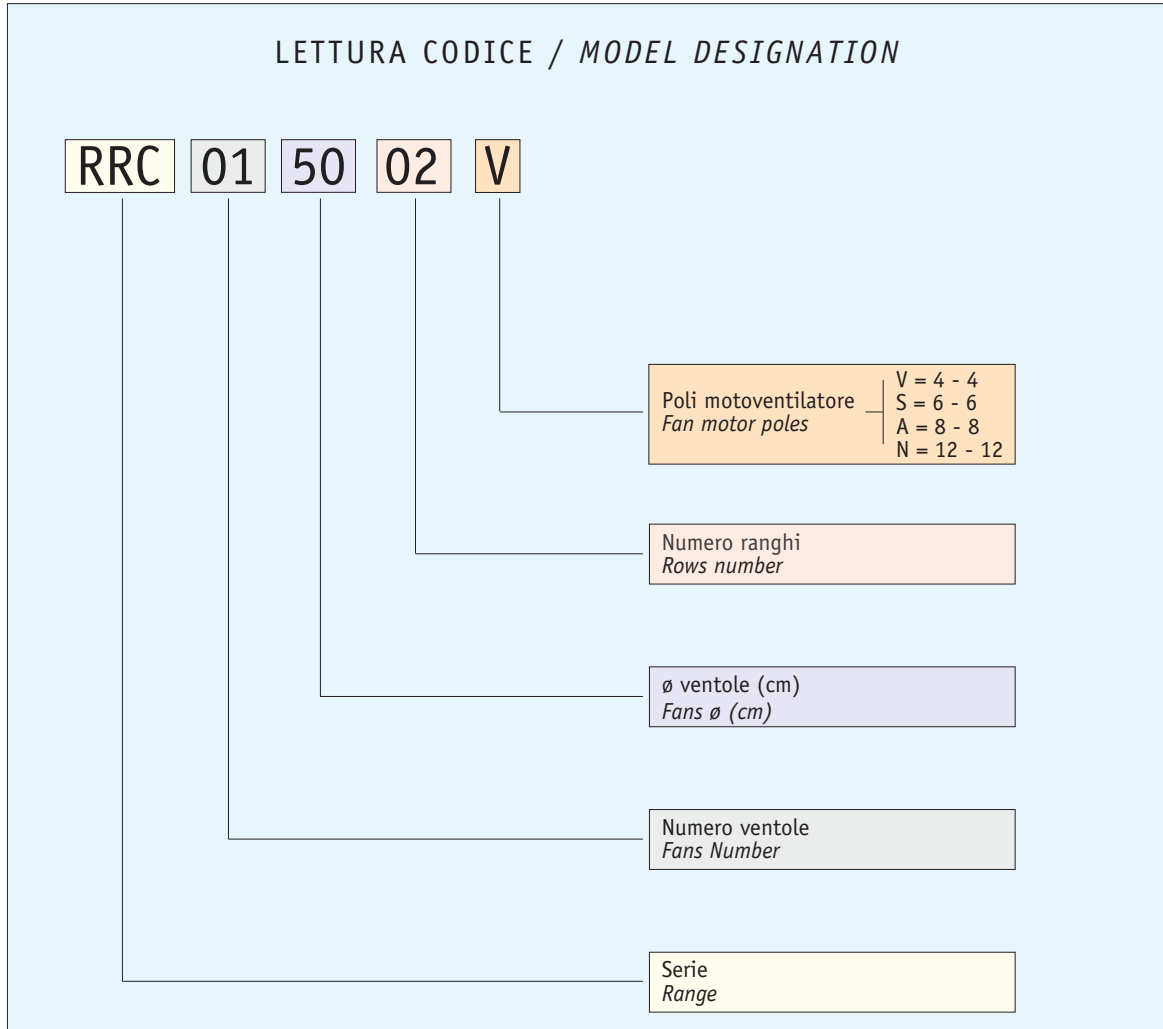 LETTURA CODICE / MODEL DESIGNATION
RRC 01 50 02 V
Poli motoventilatore
Fan motor poles
V = 4 - 4
S = 6 - 6
A = 8 - 8
N = 12 - 12
Numero ranghi
Rows number
ø ventole (cm)
Fans ø (cm)
Numero ventole
Fans Number
Serie
Range